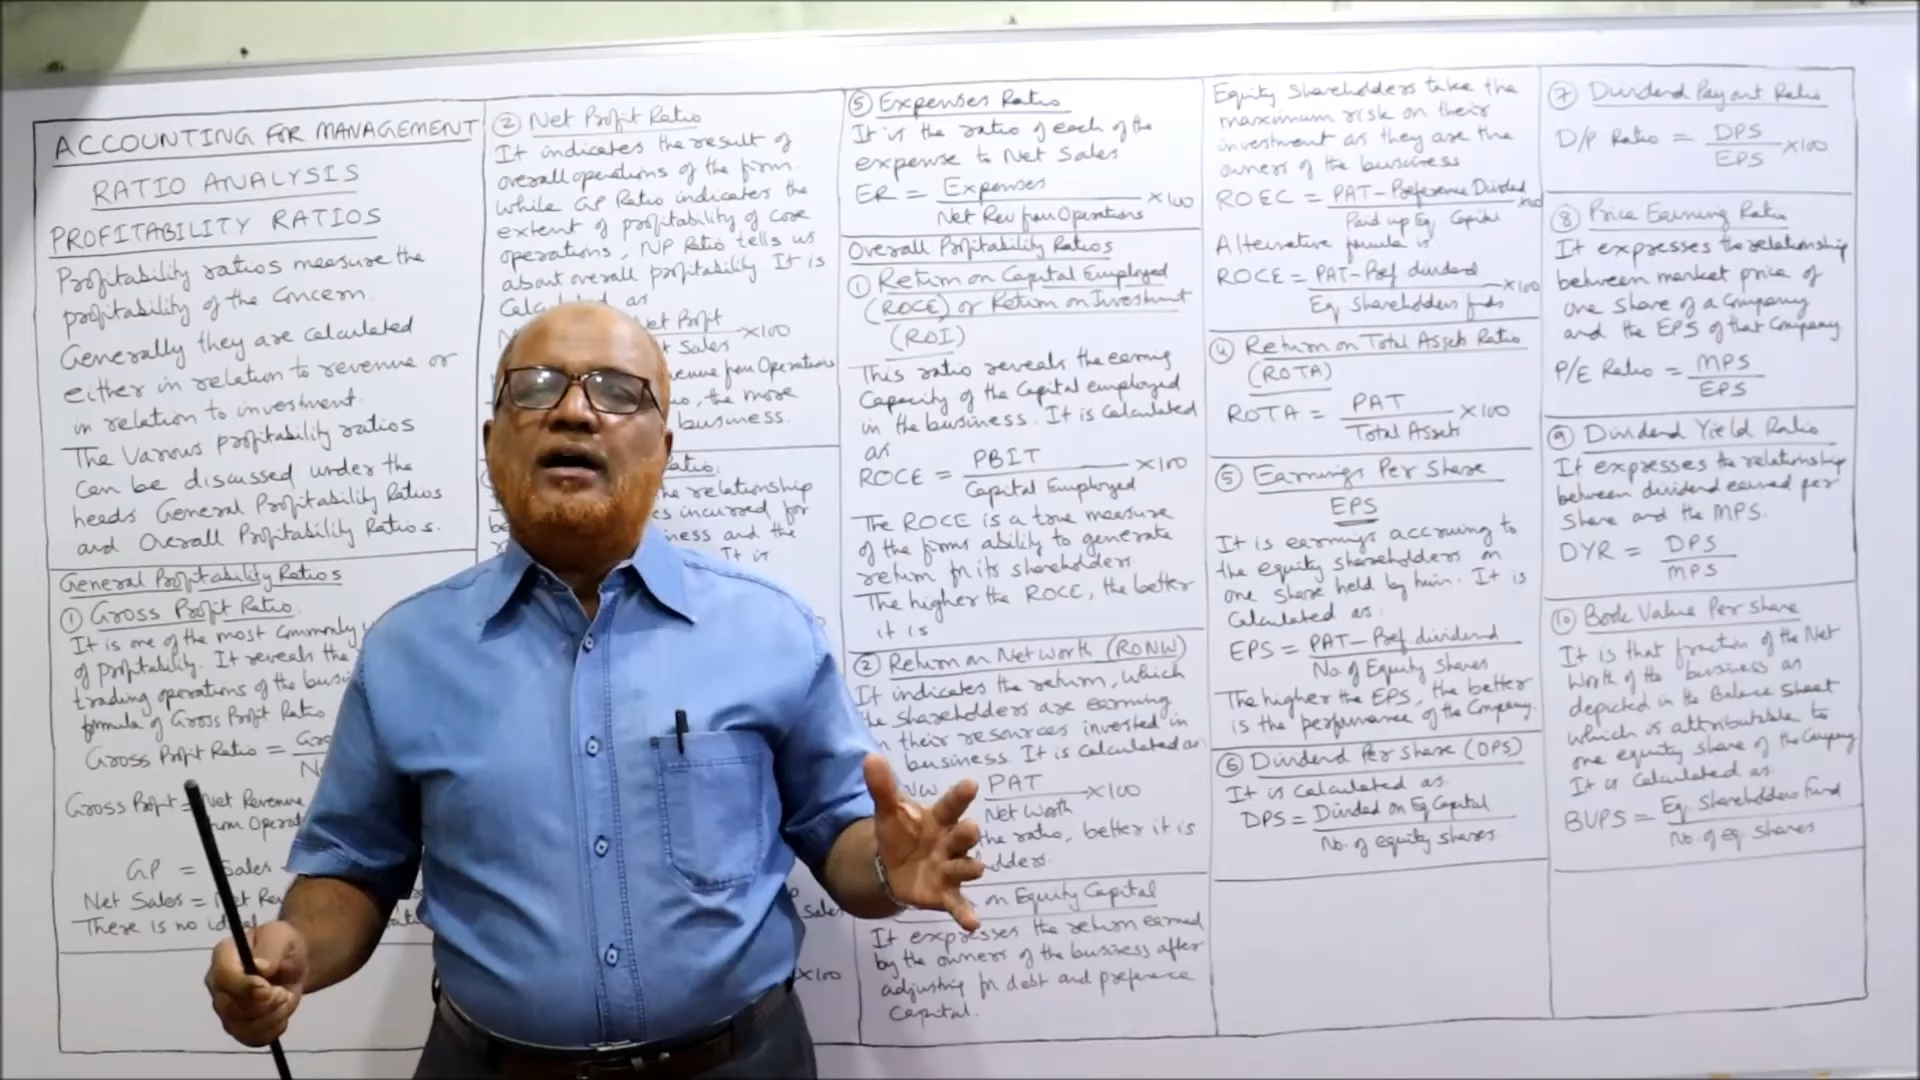 ACCOUNTING FOR MANAGEMENT
RATIO ANALYSIS
PROFITABILITY RATIOS
Profitability ratios measure the
profitability of the concern.
Generally they are calculated
either in relation to revenue or
in relation to investment.
The various profitability ratios
can be discussed under the
heads General Profitability Ratios
and Overall Profitability Ratios.
General Profitability Ratios
① Gross Profit Ratio
It is one of the most commonly
of profitability. It reveals the
trading operations of the busi
formula of Gross Profit Ratio
Gross Profit Ratio =
Gross Profit = Net Revenue
from Operat
GP = Sales -
Net Sales = Net Rev
There is no ideal
② Net Profit Ratio
It indicates the result of
overall operations of the firm.
While GP Ratio indicates the
extent of profitability of core
operations, NP Ratio tells us
about overall profitability. It is
Calculated as
Net Profit
Sales ×100
venue from Operations
the more
business.
atio
he relationship
es incurred for
ness and the
It is
Sales
×100
⑤ Expenses Ratio
It is the ratio of each of the
expense to Net Sales
ER = Expenses
Net Rev from Operations ×100
Overall Profitability Ratios
① Return on Capital Employed
(ROCE) or Return on Investment
(ROI)
This ratio reveals the earning
Capacity of the Capital employed
in the business. It is calculated
as
ROCE = PBIT
Capital Employed ×100
The ROCE is a true measure
of the firms ability to generate
return for its shareholders.
The higher the ROCE, the better
it is
② Return on Net Worth (RONW)
It indicates the return, which
the shareholders are earning
on their resources invested in
business. It is calculated as:
NW PAT
Net Worth ×100
the ratio, better it is
holders.
on Equity Capital
It expresses the return earned
by the owners of the business after
adjusting for debt and preference
Capital.
Equity shareholders take the
maximum risk on their
investment as they are the
owners of the business
ROEC = PAT - Preference Dividend
Paid up Eq. Capital ×100
Alternative formula is
ROCE = PAT - Pref dividend
Eq. Shareholders funds ×100
④ Return on Total Assets Ratio
(ROTA)
ROTA = PAT
Total Assets ×100
⑤ Earnings Per Share
EPS
It is earnings accruing to
the equity shareholders on
one share held by him. It is
Calculated as:
EPS = PAT - Pref. dividend
No. of Equity Shares
The higher the EPS, the better
is the performance of the Company.
⑥ Dividend Per share (DPS)
It is calculated as
DPS = Dividend on Eq Capital
No. of equity shares
⑦ Dividend Payout Ratio
D/P Ratio = DPS
EPS ×100
⑧ Price Earning Ratio
It expresses the relationship
between market price of
one share of a Company
and the EPS of that Company
P/E Ratio = MPS
EPS
⑨ Dividend Yield Ratio
It expresses the relationship
between dividend earned per
share and the MPS.
DYR = DPS
MPS
⑩ Book Value Per share
It is that fraction of the Net
Worth of the business as
depicted in the Balance Sheet
which is attributable to
one equity share of the Company
It is calculated as
BVPS = Eq. Shareholders Fund
No. of eq. shares